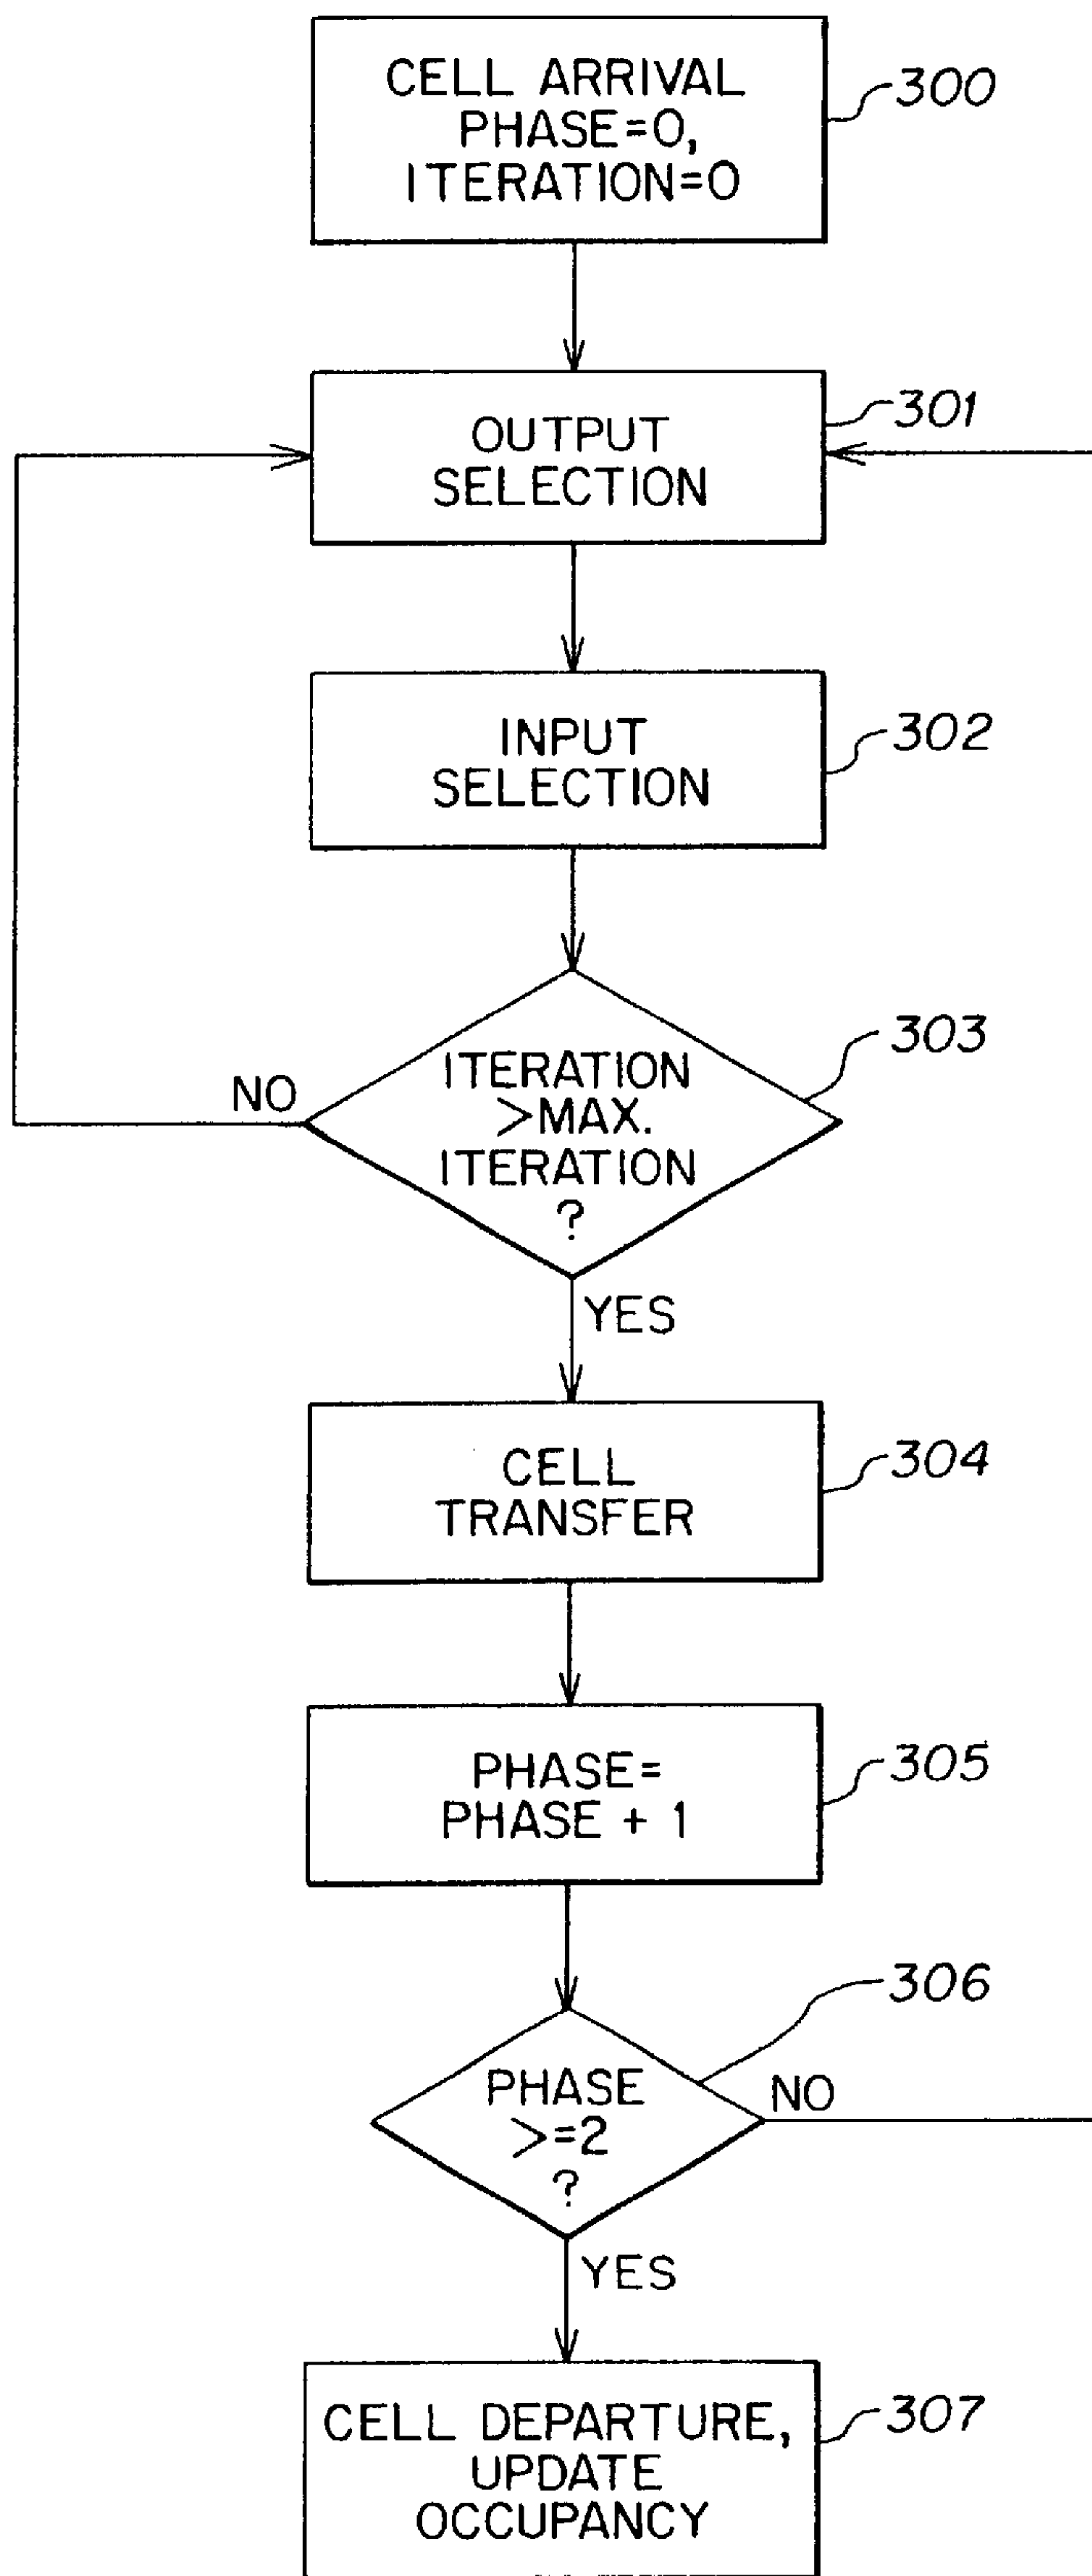 CELL ARRIVAL
PHASE=0,
ITERATION=0
300
OUTPUT
SELECTION
301
INPUT
SELECTION
302
ITERATION
>MAX.
ITERATION
?
303
NO
YES
CELL
TRANSFER
304
PHASE=
PHASE + 1
305
PHASE
>=2
?
306
NO
YES
CELL DEPARTURE,
UPDATE
OCCUPANCY
307